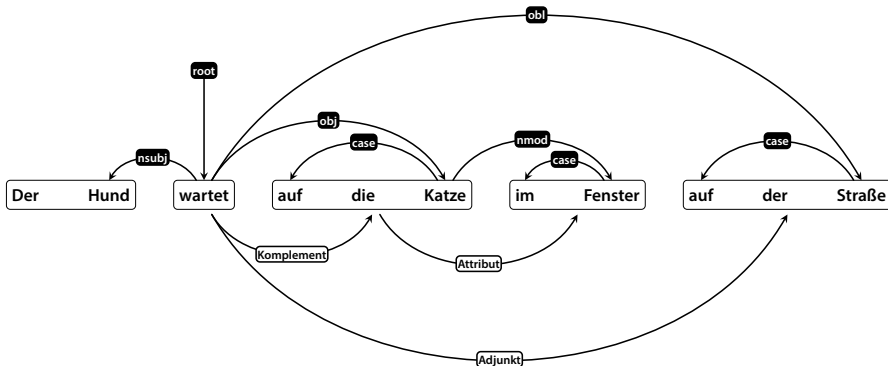 obl
root
obj
nsubj
case
nmod
case
case
Der Hund wartet auf die Katze im Fenster auf der Straße
Komplement
Attribut
Adjunkt